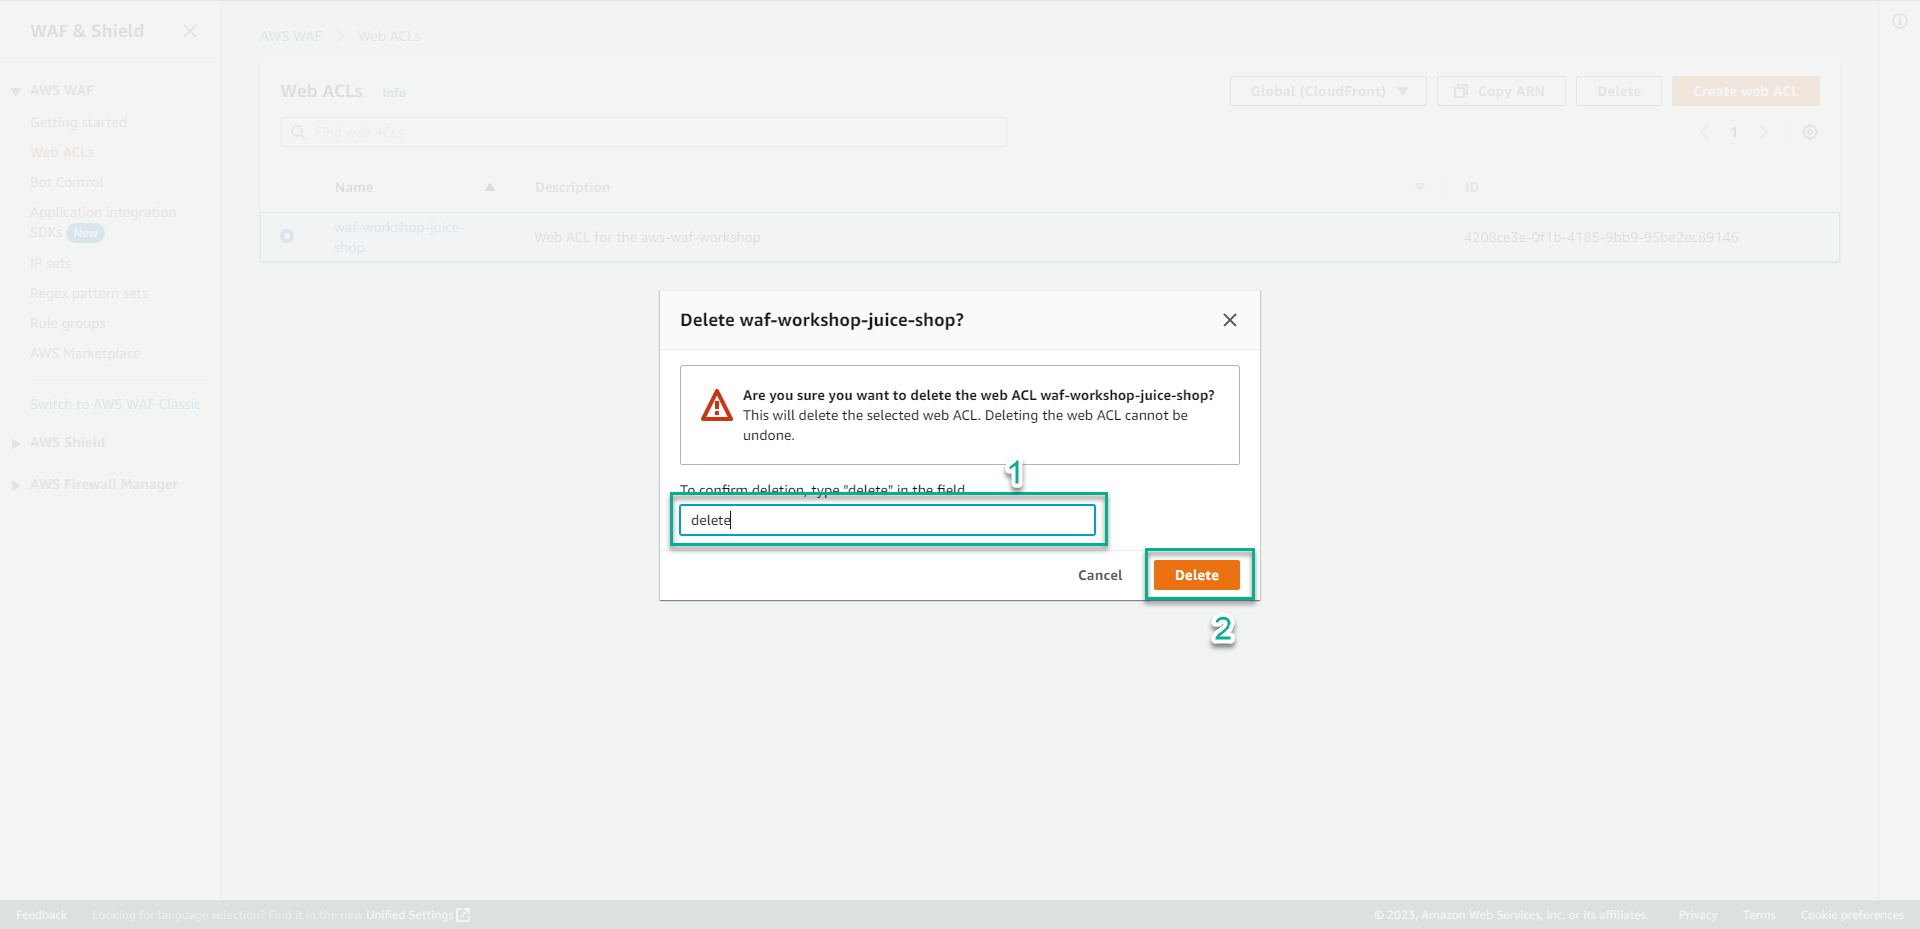 WAF & Shield
AWS WAF
Getting started
Web ACLs
Bot Control
Application integration
SDKs New
IP sets
Regex pattern sets
Rule groups
AWS Marketplace
Switch to AWS WAF Classic
AWS Shield
AWS Firewall Manager
AWS WAF Web ACLs
Web ACLs Info
Global (CloudFront) Copy ARN Delete Create web ACL
Find web ACLs
1
Name Description ID
waf-workshop-juice-
shop
Web ACL for the aws-waf-workshop
4208ce3e-0f1b-4185-9bb9-95be2ec89146
Delete waf-workshop-juice-shop?
Are you sure you want to delete the web ACL waf-workshop-juice-shop?
This will delete the selected web ACL. Deleting the web ACL cannot be
undone.
1
To confirm deletion, type "delete" in the field
delete
Cancel Delete
2
Feedback Looking for language selection? Find it in the new Unified Settings © 2023, Amazon Web Services, Inc. or its affiliates. Privacy Terms Cookie preferences